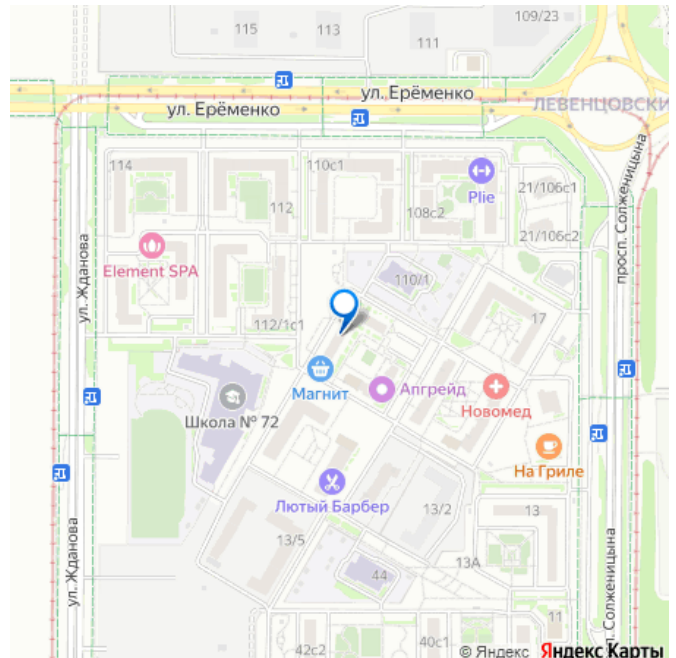 109/23
115
113
111
ул. Ерёменко
ул. Ерёменко
ЛЕВЕНЦОВСКИ
114
110с1
112
108с2
Plie
21/106с1
21/106с2
просп. Солженицына
ул. Жданова
Element SPA
110/1
112/1с1
17
Магнит
Апгрейд
Новомед
Школа № 72
На Гриле
Лютый Барбер
13/2
13
13/5
13А
44
ул. Жданова
п. Солженицына
11
42с2
40с1
© Яндекс Яндекс Карты